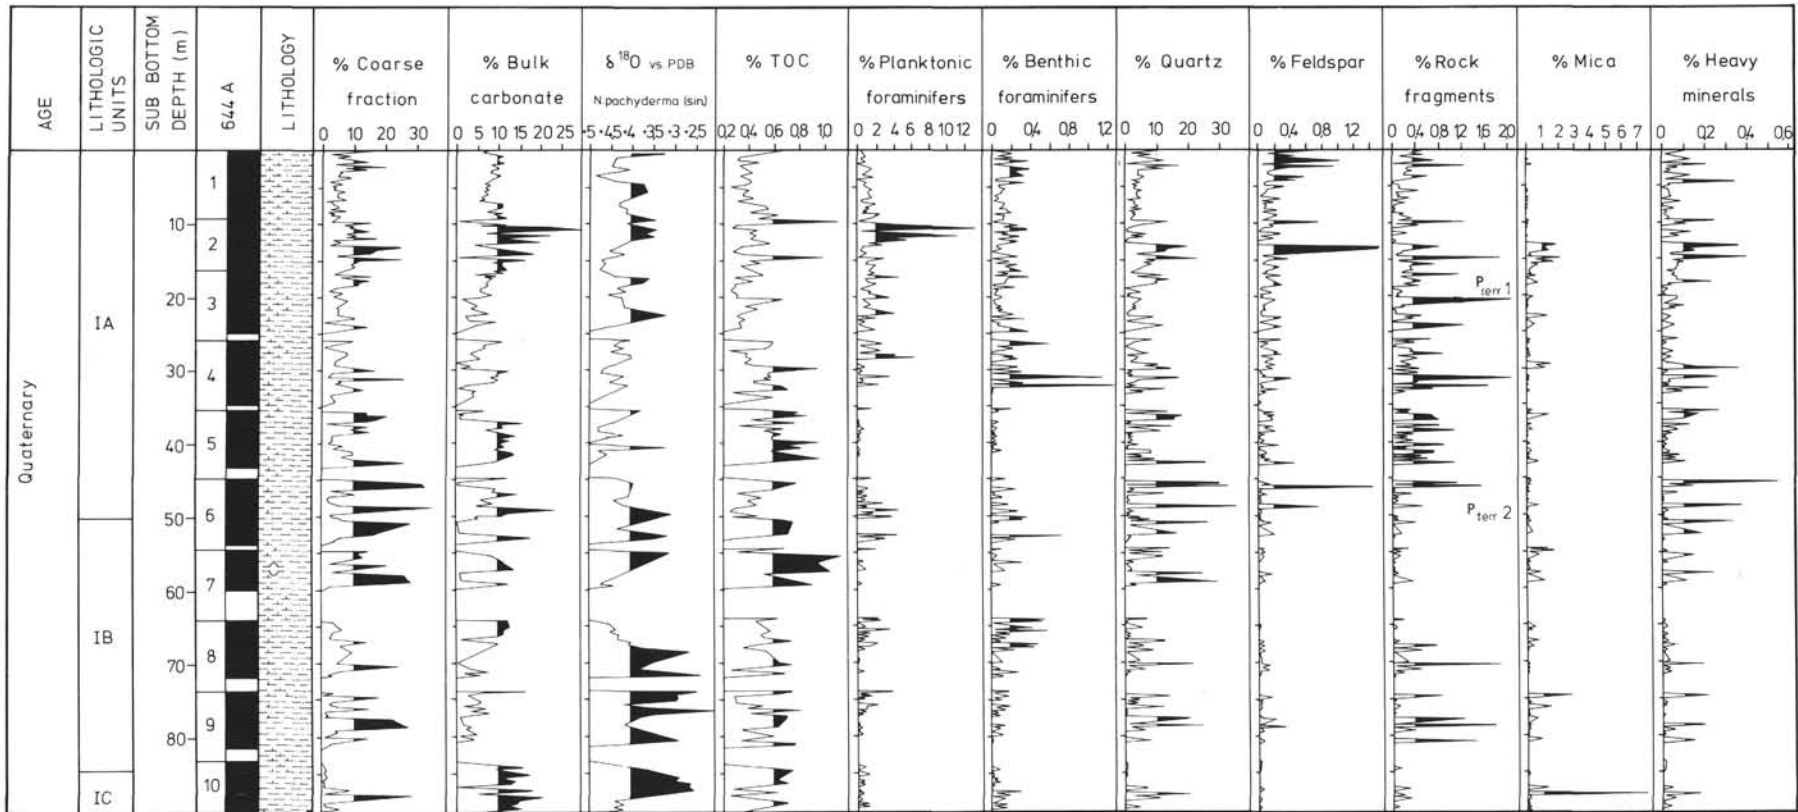 AGE
LITHOLOGIC
UNITS
SUB BOTTOM
DEPTH (m)
644 A
LITHOLOGY
% Coarse
fraction
0 10 20 30
% Bulk
carbonate
0 5 10 15 20 25
δ 18O vs. PDB
N.pachyderma (sin)
+5 +4,5 +4 +3,5 +3 +2,5
% TOC
0,2 0,4 0,6 0,8 1,0
% Planktonic
foraminifers
0 2 4 6 8 10 12
% Benthic
foraminifers
0 0,4 0,8 1,2
% Quartz
0 10 20 30
% Feldspar
0 0,4 0,8 1,2
% Rock
fragments
0 0,4 0,8 1,2 1,6 2,0
% Mica
1 2 3 4 5 6 7
% Heavy
minerals
0 0,2 0,4 0,6
Quaternary
IA
IB
IC
10
20
30
40
50
60
70
80
1
2
3
4
5
6
7
8
9
10
Pterr 1
Pterr 2